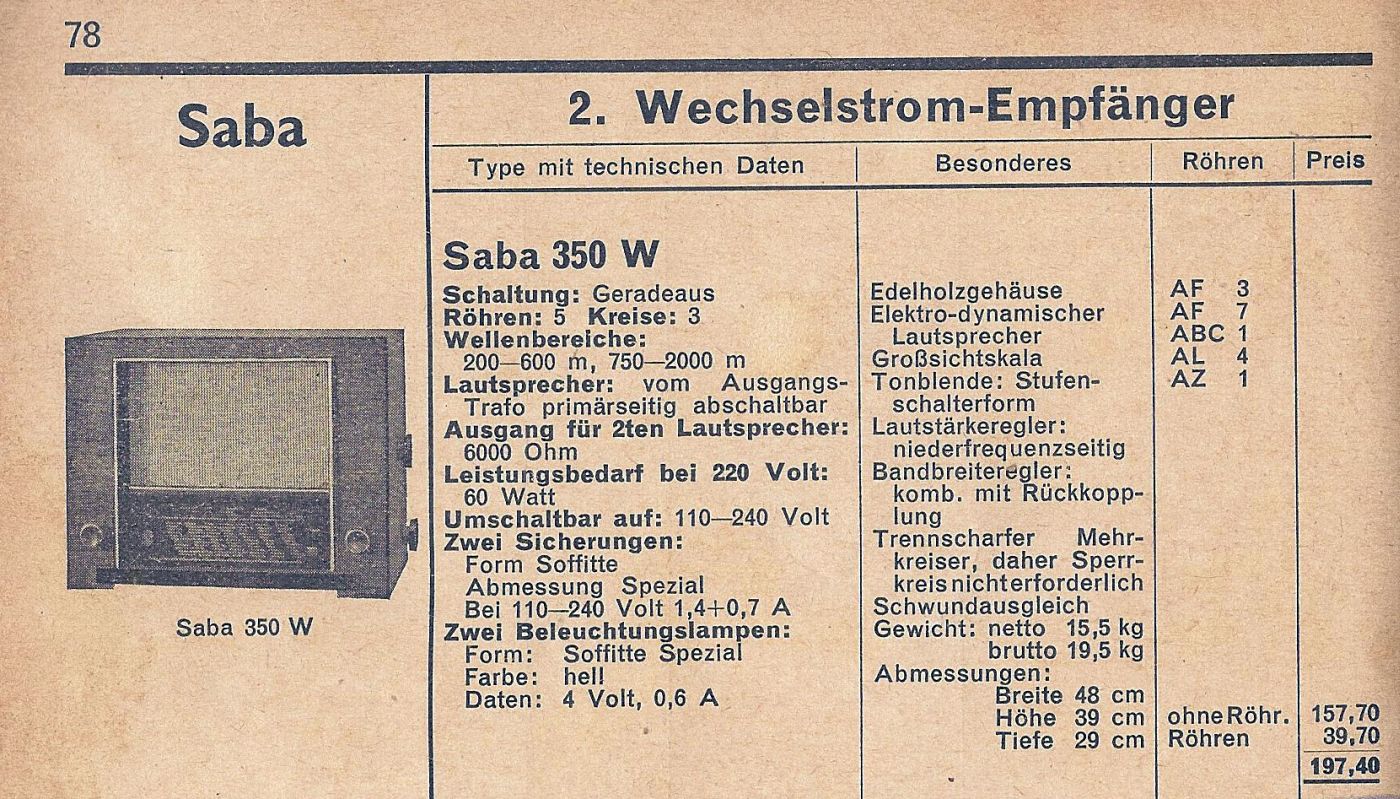 78
Saba
2. Wechselstrom-Empfänger
Type mit technischen Daten
Besonderes
Röhren
Preis
Saba 350 W
Schaltung: Geradeaus
Röhren: 5 Kreise: 3
Wellenbereiche:
200—600 m, 750—2000 m
Lautsprecher: vom Ausgangs-
Trafo primärseitig abschaltbar
Ausgang für 2ten Lautsprecher:
6000 Ohm
Leistungsbedarf bei 220 Volt:
60 Watt
Umschaltbar auf: 110—240 Volt
Zwei Sicherungen:
Form Soffitte
Abmessung Spezial
Bei 110—240 Volt 1,4+0,7 A
Zwei Beleuchtungslampen:
Form: Soffitte Spezial
Farbe: hell
Daten: 4 Volt, 0,6 A
Edelholzgehäuse
Elektro-dynamischer
Lautsprecher
Großsichtskala
Tonblende: Stufen-
schalterform
Lautstärkeregler:
niederfrequenzseitig
Bandbreiteregler:
komb. mit Rückkopp-
lung
Trennscharfer Mehr-
kreiser, daher Sperr-
kreis nicht erforderlich
Schwundausgleich
Gewicht: netto 15,5 kg
brutto 19,5 kg
Abmessungen:
Breite 48 cm
Höhe 39 cm
Tiefe 29 cm
AF 3
AF 7
ABC 1
AL 4
AZ 1
ohne Röhr. 157,70
Röhren 39,70
197,40
Saba 350 W